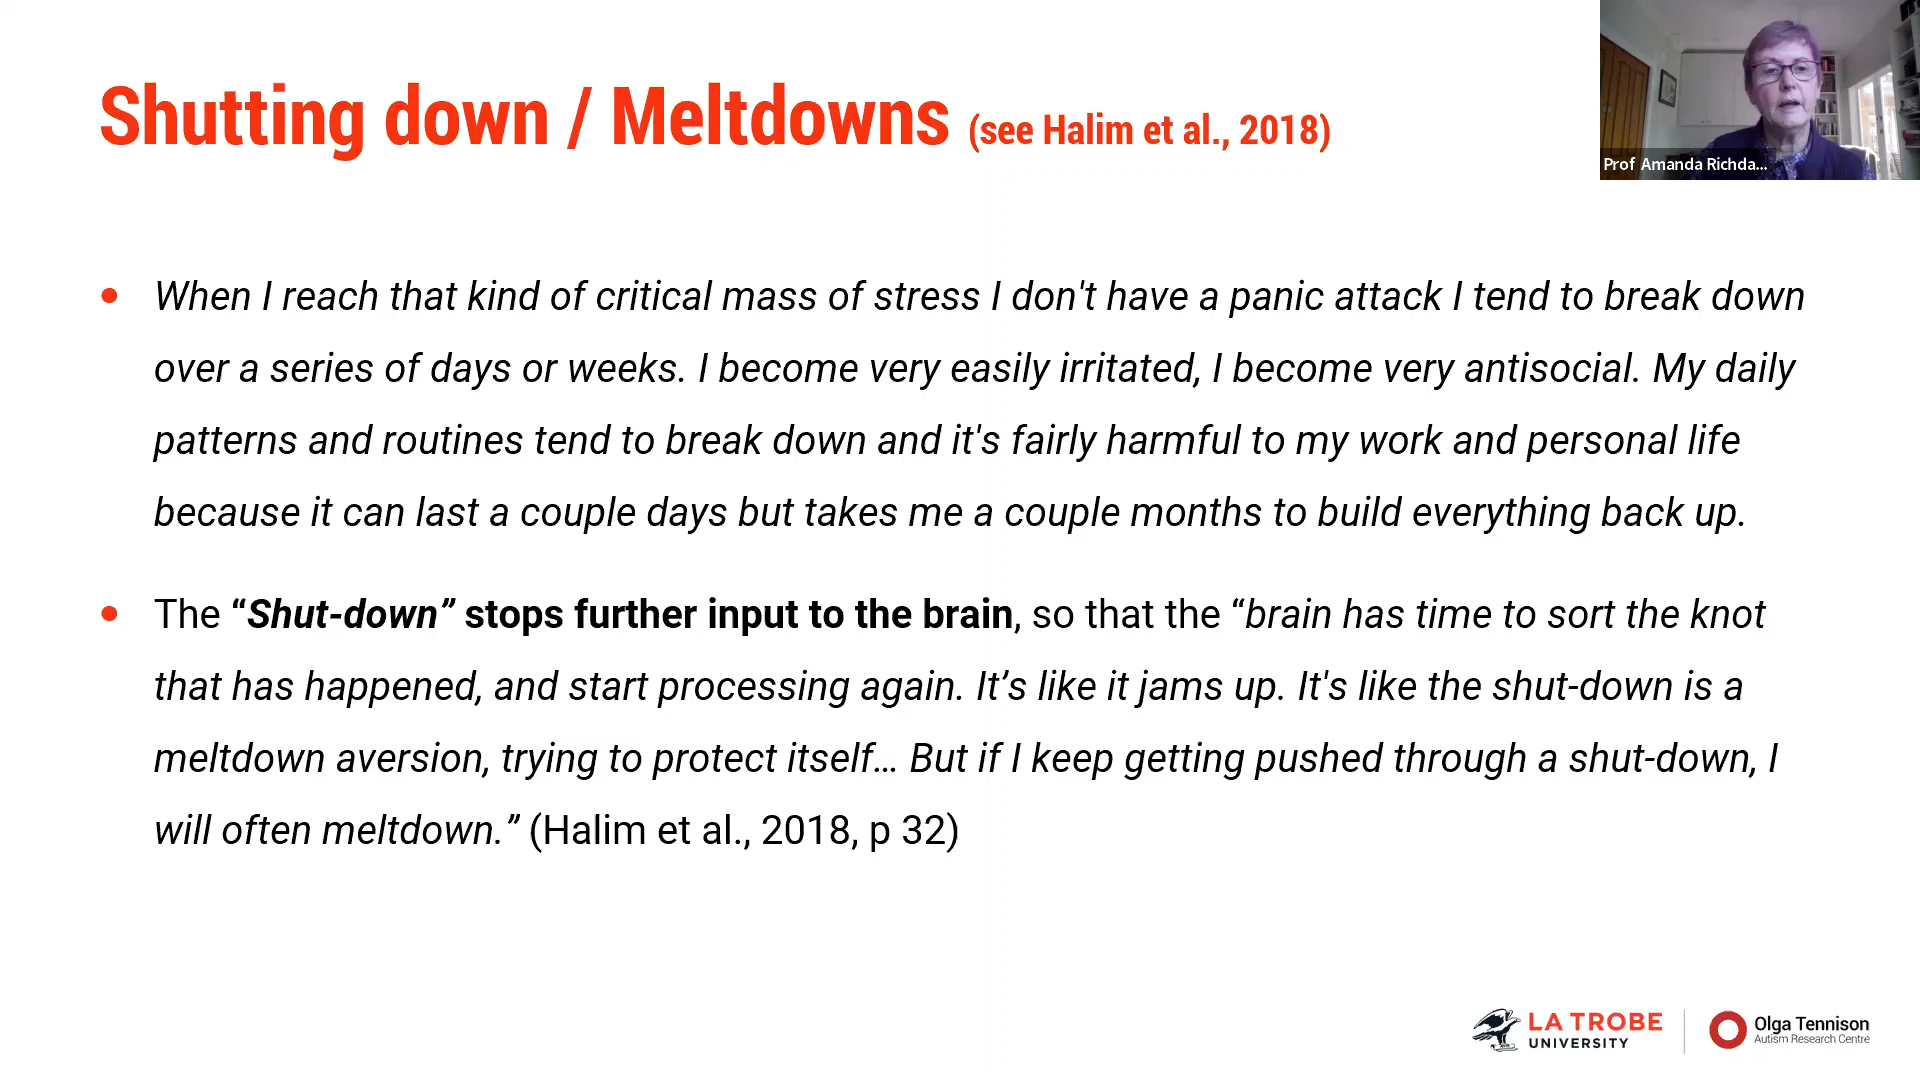 Shutting down / Meltdowns (see Halim et al., 2018)
Prof Amanda Richda...
• When I reach that kind of critical mass of stress I don't have a panic attack I tend to break down
over a series of days or weeks. I become very easily irritated, I become very antisocial. My daily
patterns and routines tend to break down and it's fairly harmful to my work and personal life
because it can last a couple days but takes me a couple months to build everything back up.
• The “Shut-down” stops further input to the brain, so that the “brain has time to sort the knot
that has happened, and start processing again. It’s like it jams up. It's like the shut-down is a
meltdown aversion, trying to protect itself… But if I keep getting pushed through a shut-down, I
will often meltdown.” (Halim et al., 2018, p 32)
LA TROBE
UNIVERSITY
Olga Tennison
Autism Research Centre